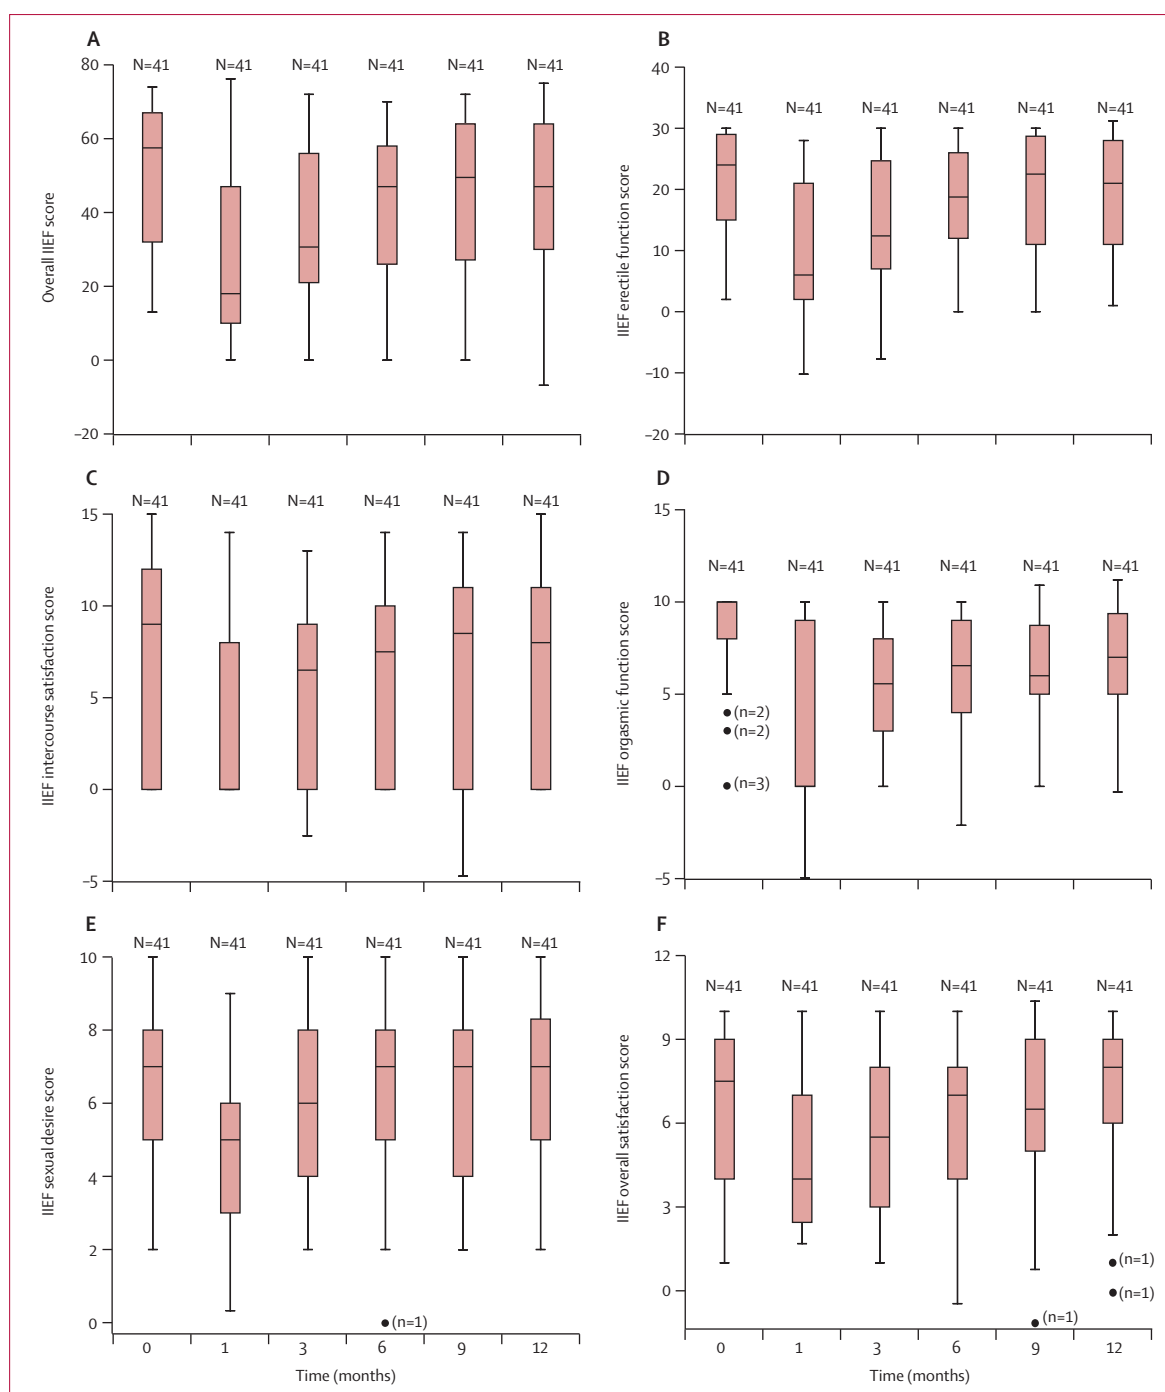 A
N=41 N=41 N=41 N=41 N=41 N=41
80
60
40
20
0
–20
Overall IIEF score
B
N=41 N=41 N=41 N=41 N=41 N=41
40
30
20
10
0
–10
–20
IIEF erectile function score
C
N=41 N=41 N=41 N=41 N=41 N=41
15
10
5
0
–5
IIEF intercourse satisfaction score
D
N=41 N=41 N=41 N=41 N=41 N=41
15
10
5
0
–5
IIEF orgasmic function score
(n=2)
(n=2)
(n=3)
E
N=41 N=41 N=41 N=41 N=41 N=41
10
8
6
4
2
0
IIEF sexual desire score
(n=1)
0 1 3 6 9 12
Time (months)
F
N=41 N=41 N=41 N=41 N=41 N=41
12
9
6
3
0
IIEF overall satisfaction score
(n=1)
(n=1)
(n=1)
0 1 3 6 9 12
Time (months)